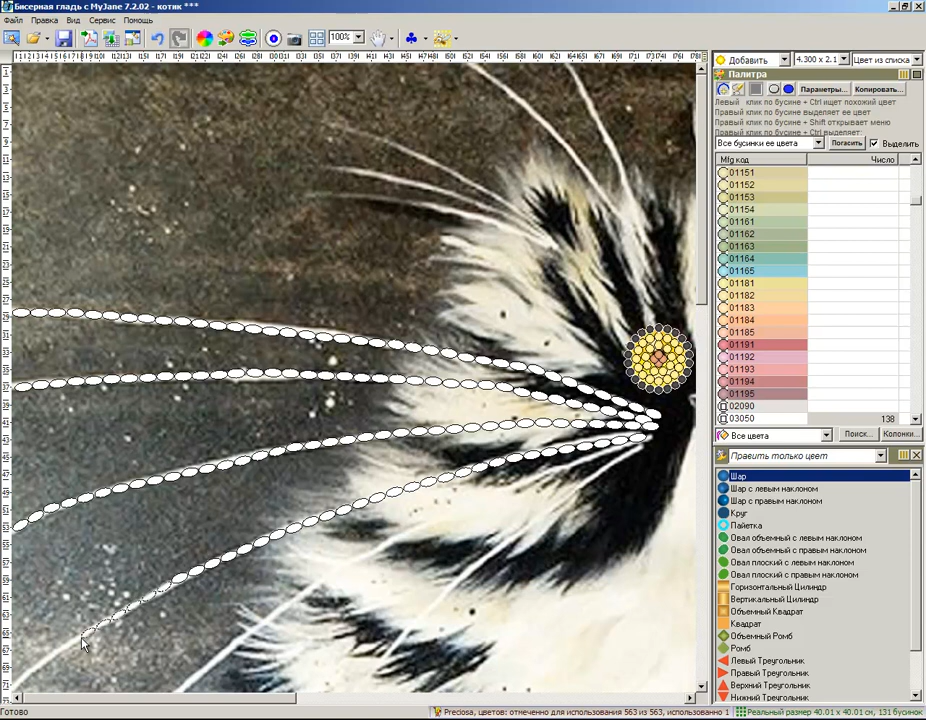 Бисерная гладь с MyJane 7.2.02 - котик ***
Файл Правка Вид Сервис Помощь
100%
Добавить 4.300 x 2.1 Цвет из списка
Палитра
Параметры... Копировать...
Левый клик по бусине + Ctrl ищет похожий цвет
Правый клик по бусине выделяет ее цвет
Правый клик по бусине + Shift открывает меню
Правый клик по бусине + Ctrl выделяет:
Все бусинки ее цвета Погасить Выделить
Mfg код Число
01151
01152
01153
01154
01161
01162
01163
01164
01165
01181
01182
01183
01184
01185
01191
01192
01193
01194
01195
02090
03050 138
Все цвета Поиск... Колонки...
Править только цвет
Шар
Шар с левым наклоном
Шар с правым наклоном
Круг
Пайетка
Овал объемный с левым наклоном
Овал объемный с правым наклоном
Овал плоский с левым наклоном
Овал плоский с правым наклоном
Горизонтальный Цилиндр
Вертикальный Цилиндр
Объемный Квадрат
Квадрат
Объемный Ромб
Ромб
Левый Треугольник
Правый Треугольник
Верхний Треугольник
Нижний Треугольник
Готово
Preciosa, цветов: отмечено для использования 563 из 563, использовано 1
Реальный размер 40.01 x 40.01 см, 131 бусинок